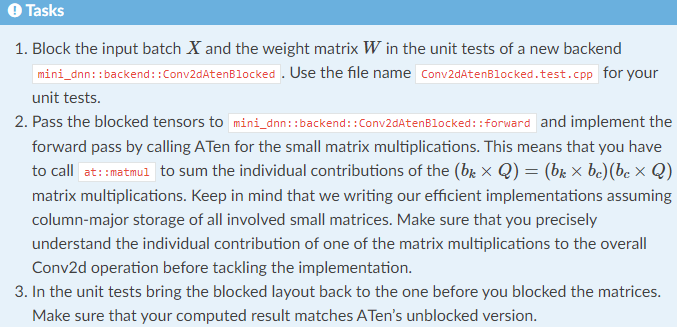 Tasks
1. Block the input batch X and the weight matrix W in the unit tests of a new backend
mini_dnn::backend::Conv2dAtenBlocked . Use the file name Conv2dAtenBlocked.test.cpp for your
unit tests.
2. Pass the blocked tensors to mini_dnn::backend::Conv2dAtenBlocked::forward and implement the
forward pass by calling ATen for the small matrix multiplications. This means that you have
to call at::matmul to sum the individual contributions of the (bₖ × Q) = (bₖ × b_c)(b_c × Q)
matrix multiplications. Keep in mind that we writing our efficient implementations assuming
column-major storage of all involved small matrices. Make sure that you precisely
understand the individual contribution of one of the matrix multiplications to the overall
Conv2d operation before tackling the implementation.
3. In the unit tests bring the blocked layout back to the one before you blocked the matrices.
Make sure that your computed result matches ATen’s unblocked version.